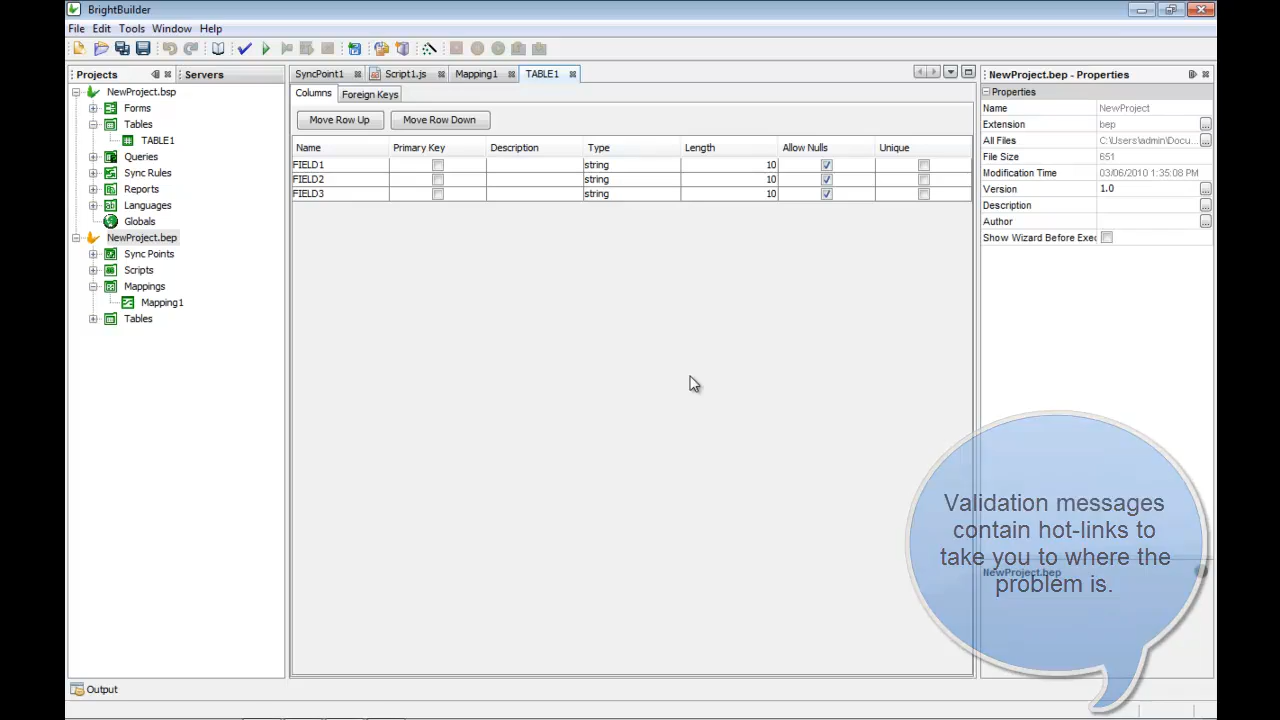 BrightBuilder
File Edit Tools Window Help
Projects Servers
NewProject.bsp
Forms
Tables
TABLE1
Queries
Sync Rules
Reports
Languages
Globals
NewProject.bep
Sync Points
Scripts
Mappings
Mapping1
Tables
SyncPoint1 Script1.js Mapping1 TABLE1
Columns Foreign Keys
Move Row Up Move Row Down
Name Primary Key Description Type Length Allow Nulls Unique
FIELD1 string 10
FIELD2 string 10
FIELD3 string 10
NewProject.bep - Properties
Properties
Name NewProject
Extension bep
All Files C:\Users\admin\Docu...
File Size 651
Modification Time 03/06/2010 1:35:08 PM
Version 1.0
Description
Author
Show Wizard Before Exec
Validation messages
contain hot-links to
take you to where the
problem is.
NewProject.bep
Output